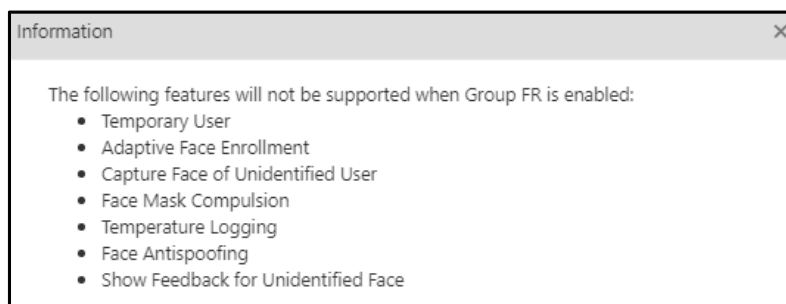 Information
The following features will not be supported when Group FR is enabled:
• Temporary User
• Adaptive Face Enrollment
• Capture Face of Unidentified User
• Face Mask Compulsion
• Temperature Logging
• Face Antispoofing
• Show Feedback for Unidentified Face